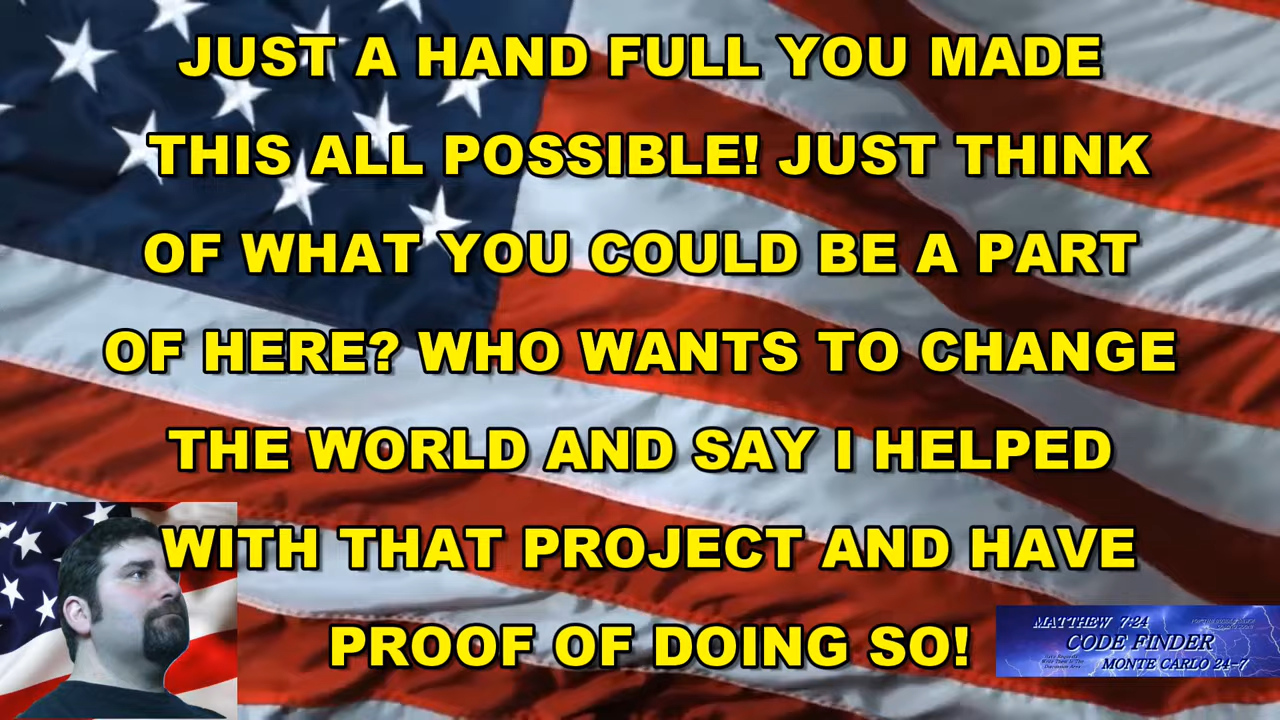 JUST A HAND FULL YOU MADE
THIS ALL POSSIBLE! JUST THINK
OF WHAT YOU COULD BE A PART
OF HERE? WHO WANTS TO CHANGE
THE WORLD AND SAY I HELPED
WITH THAT PROJECT AND HAVE
PROOF OF DOING SO!
MATTHEW 7:24
CODE FINDER
MONTE CARLO 24-7